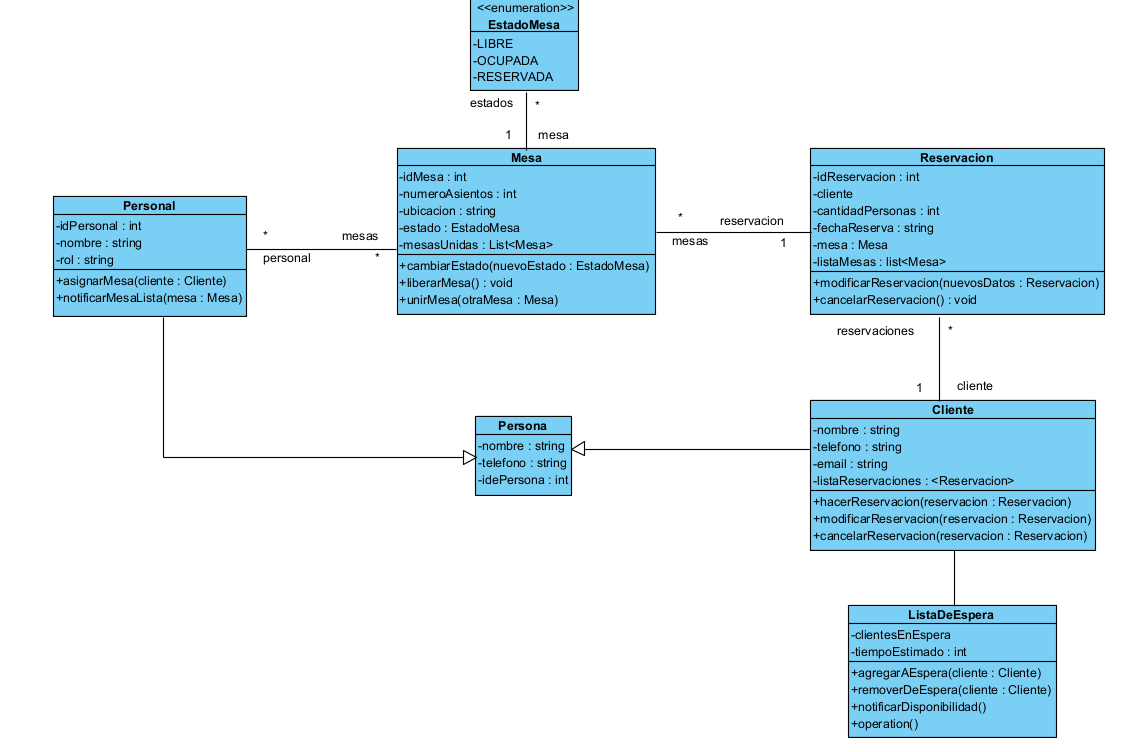 <<enumeration>>
EstadoMesa
-LIBRE
-OCUPADA
-RESERVADA
estados
*
1
mesa
Mesa
-idMesa : int
-numeroAsientos : int
-ubicacion : string
-estado : EstadoMesa
-mesasUnidas : List<Mesa>
+cambiarEstado(nuevoEstado : EstadoMesa)
+liberarMesa() : void
+unirMesa(otraMesa : Mesa)
Reservacion
-idReservacion : int
-cliente
-cantidadPersonas : int
-fechaReserva : string
-mesa : Mesa
-listaMesas : list<Mesa>
+modificarReservacion(nuevosDatos : Reservacion)
+cancelarReservacion() : void
Personal
-idPersonal : int
-nombre : string
-rol : string
+asignarMesa(cliente : Cliente)
+notificarMesaLista(mesa : Mesa)
*
mesas
personal
*
*
reservacion
mesas
1
reservaciones
*
1
cliente
Persona
-nombre : string
-telefono : string
-idePersona : int
Cliente
-nombre : string
-telefono : string
-email : string
-listaReservaciones : <Reservacion>
+hacerReservacion(reservacion : Reservacion)
+modificarReservacion(reservacion : Reservacion)
+cancelarReservacion(reservacion : Reservacion)
ListaDeEspera
-clientesEnEspera
-tiempoEstimado : int
+agregarAEspera(cliente : Cliente)
+removerDeEspera(cliente : Cliente)
+notificarDisponibilidad()
+operation()